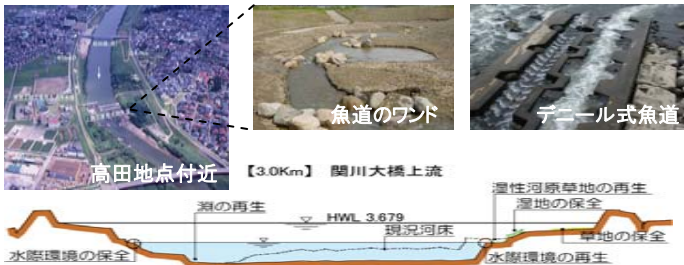 高田地点付近
魚道のワンド
デニール式魚道
【3.0Km】 関川大橋上流
淵の再生
HWL 3.679
現況河床
湿性河原草地の再生
湿地の保全
草地の保全
水際環境の保全
水際環境の再生